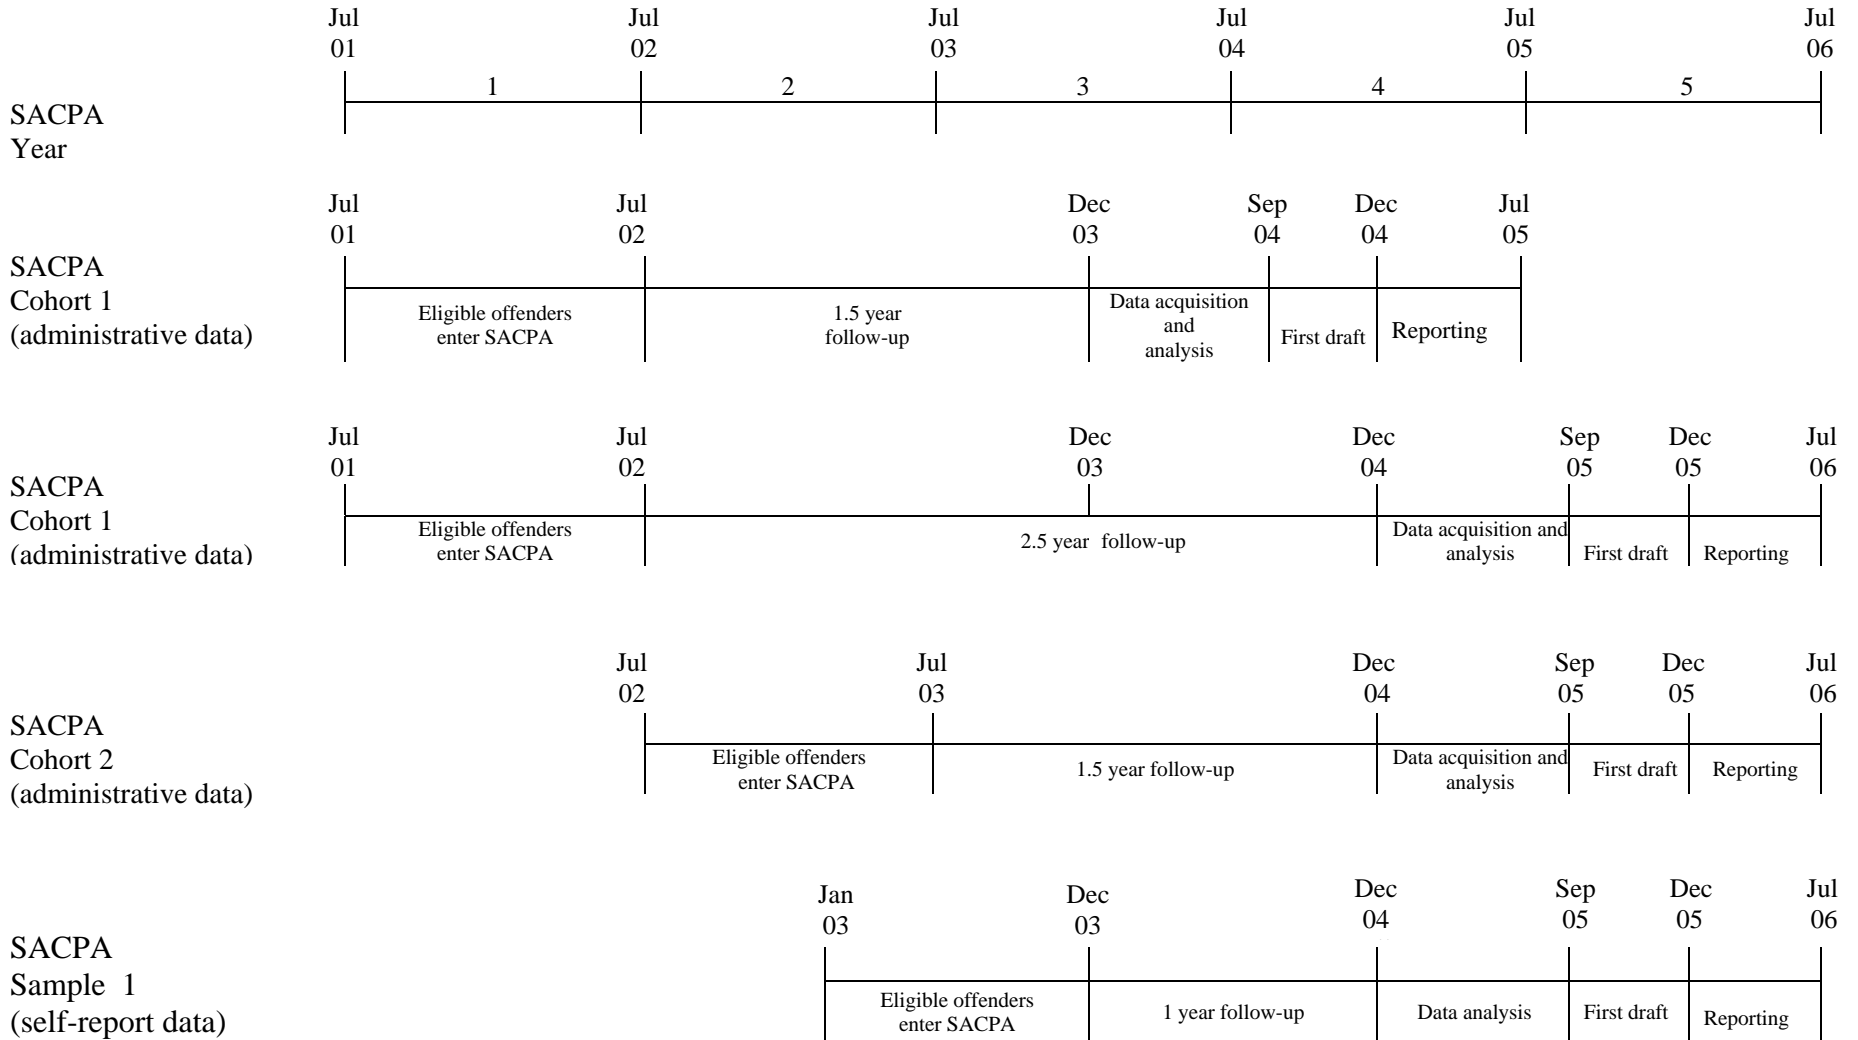 Jul Jul Jul Jul Jul Jul
01 02 03 04 05 06
1 2 3 4 5
SACPA
Year
Jul Jul Dec Sep Dec Jul
01 02 03 04 04 05
SACPA
Cohort 1
(administrative data)
Eligible offenders
enter SACPA
1.5 year
follow-up
Data acquisition
and
analysis
First draft
Reporting
Jul Jul Dec Dec Sep Dec Jul
01 02 03 04 05 05 06
SACPA
Cohort 1
(administrative data)
Eligible offenders
enter SACPA
2.5 year follow-up
Data acquisition and
analysis
First draft
Reporting
Jul Jul Dec Sep Dec Jul
02 03 04 05 05 06
SACPA
Cohort 2
(administrative data)
Eligible offenders
enter SACPA
1.5 year follow-up
Data acquisition and
analysis
First draft
Reporting
Jan Dec Dec Sep Dec Jul
03 03 04 05 05 06
SACPA
Sample 1
(self-report data)
Eligible offenders
enter SACPA
1 year follow-up
Data analysis
First draft
Reporting